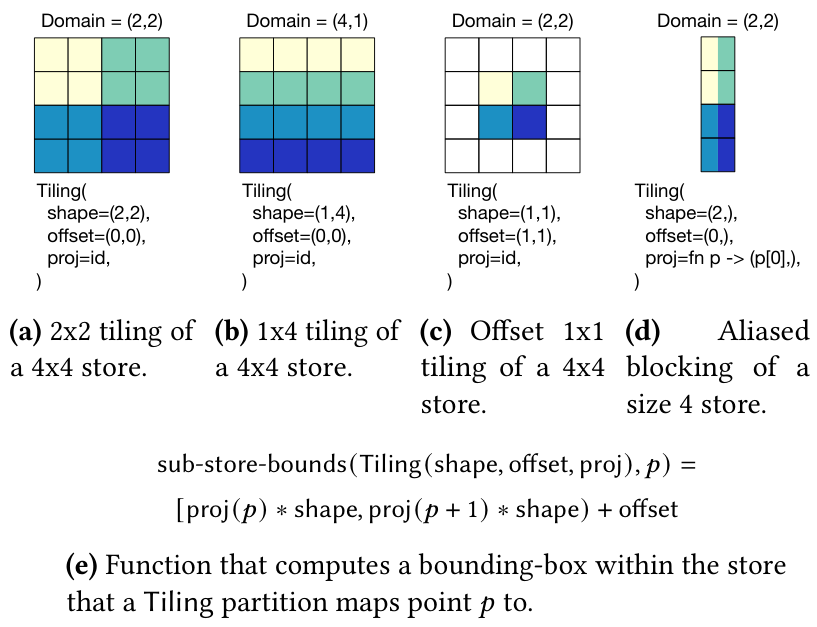 Domain = (2,2)
Tiling(
shape=(2,2),
offset=(0,0),
proj=id,
)
(a) 2x2 tiling of
a 4x4 store.
Domain = (4,1)
Tiling(
shape=(1,4),
offset=(0,0),
proj=id,
)
(b) 1x4 tiling of
a 4x4 store.
Domain = (2,2)
Tiling(
shape=(1,1),
offset=(1,1),
proj=id,
)
(c) Offset 1x1
tiling of a 4x4
store.
Domain = (2,2)
Tiling(
shape=(2,),
offset=(0,),
proj=fn p -> (p[0],),
)
(d) Aliased
blocking of a
size 4 store.
sub-store-bounds(Tiling(shape, offset, proj), p) =
[proj(p) * shape, proj(p + 1) * shape) + offset
(e) Function that computes a bounding-box within the store
that a Tiling partition maps point p to.